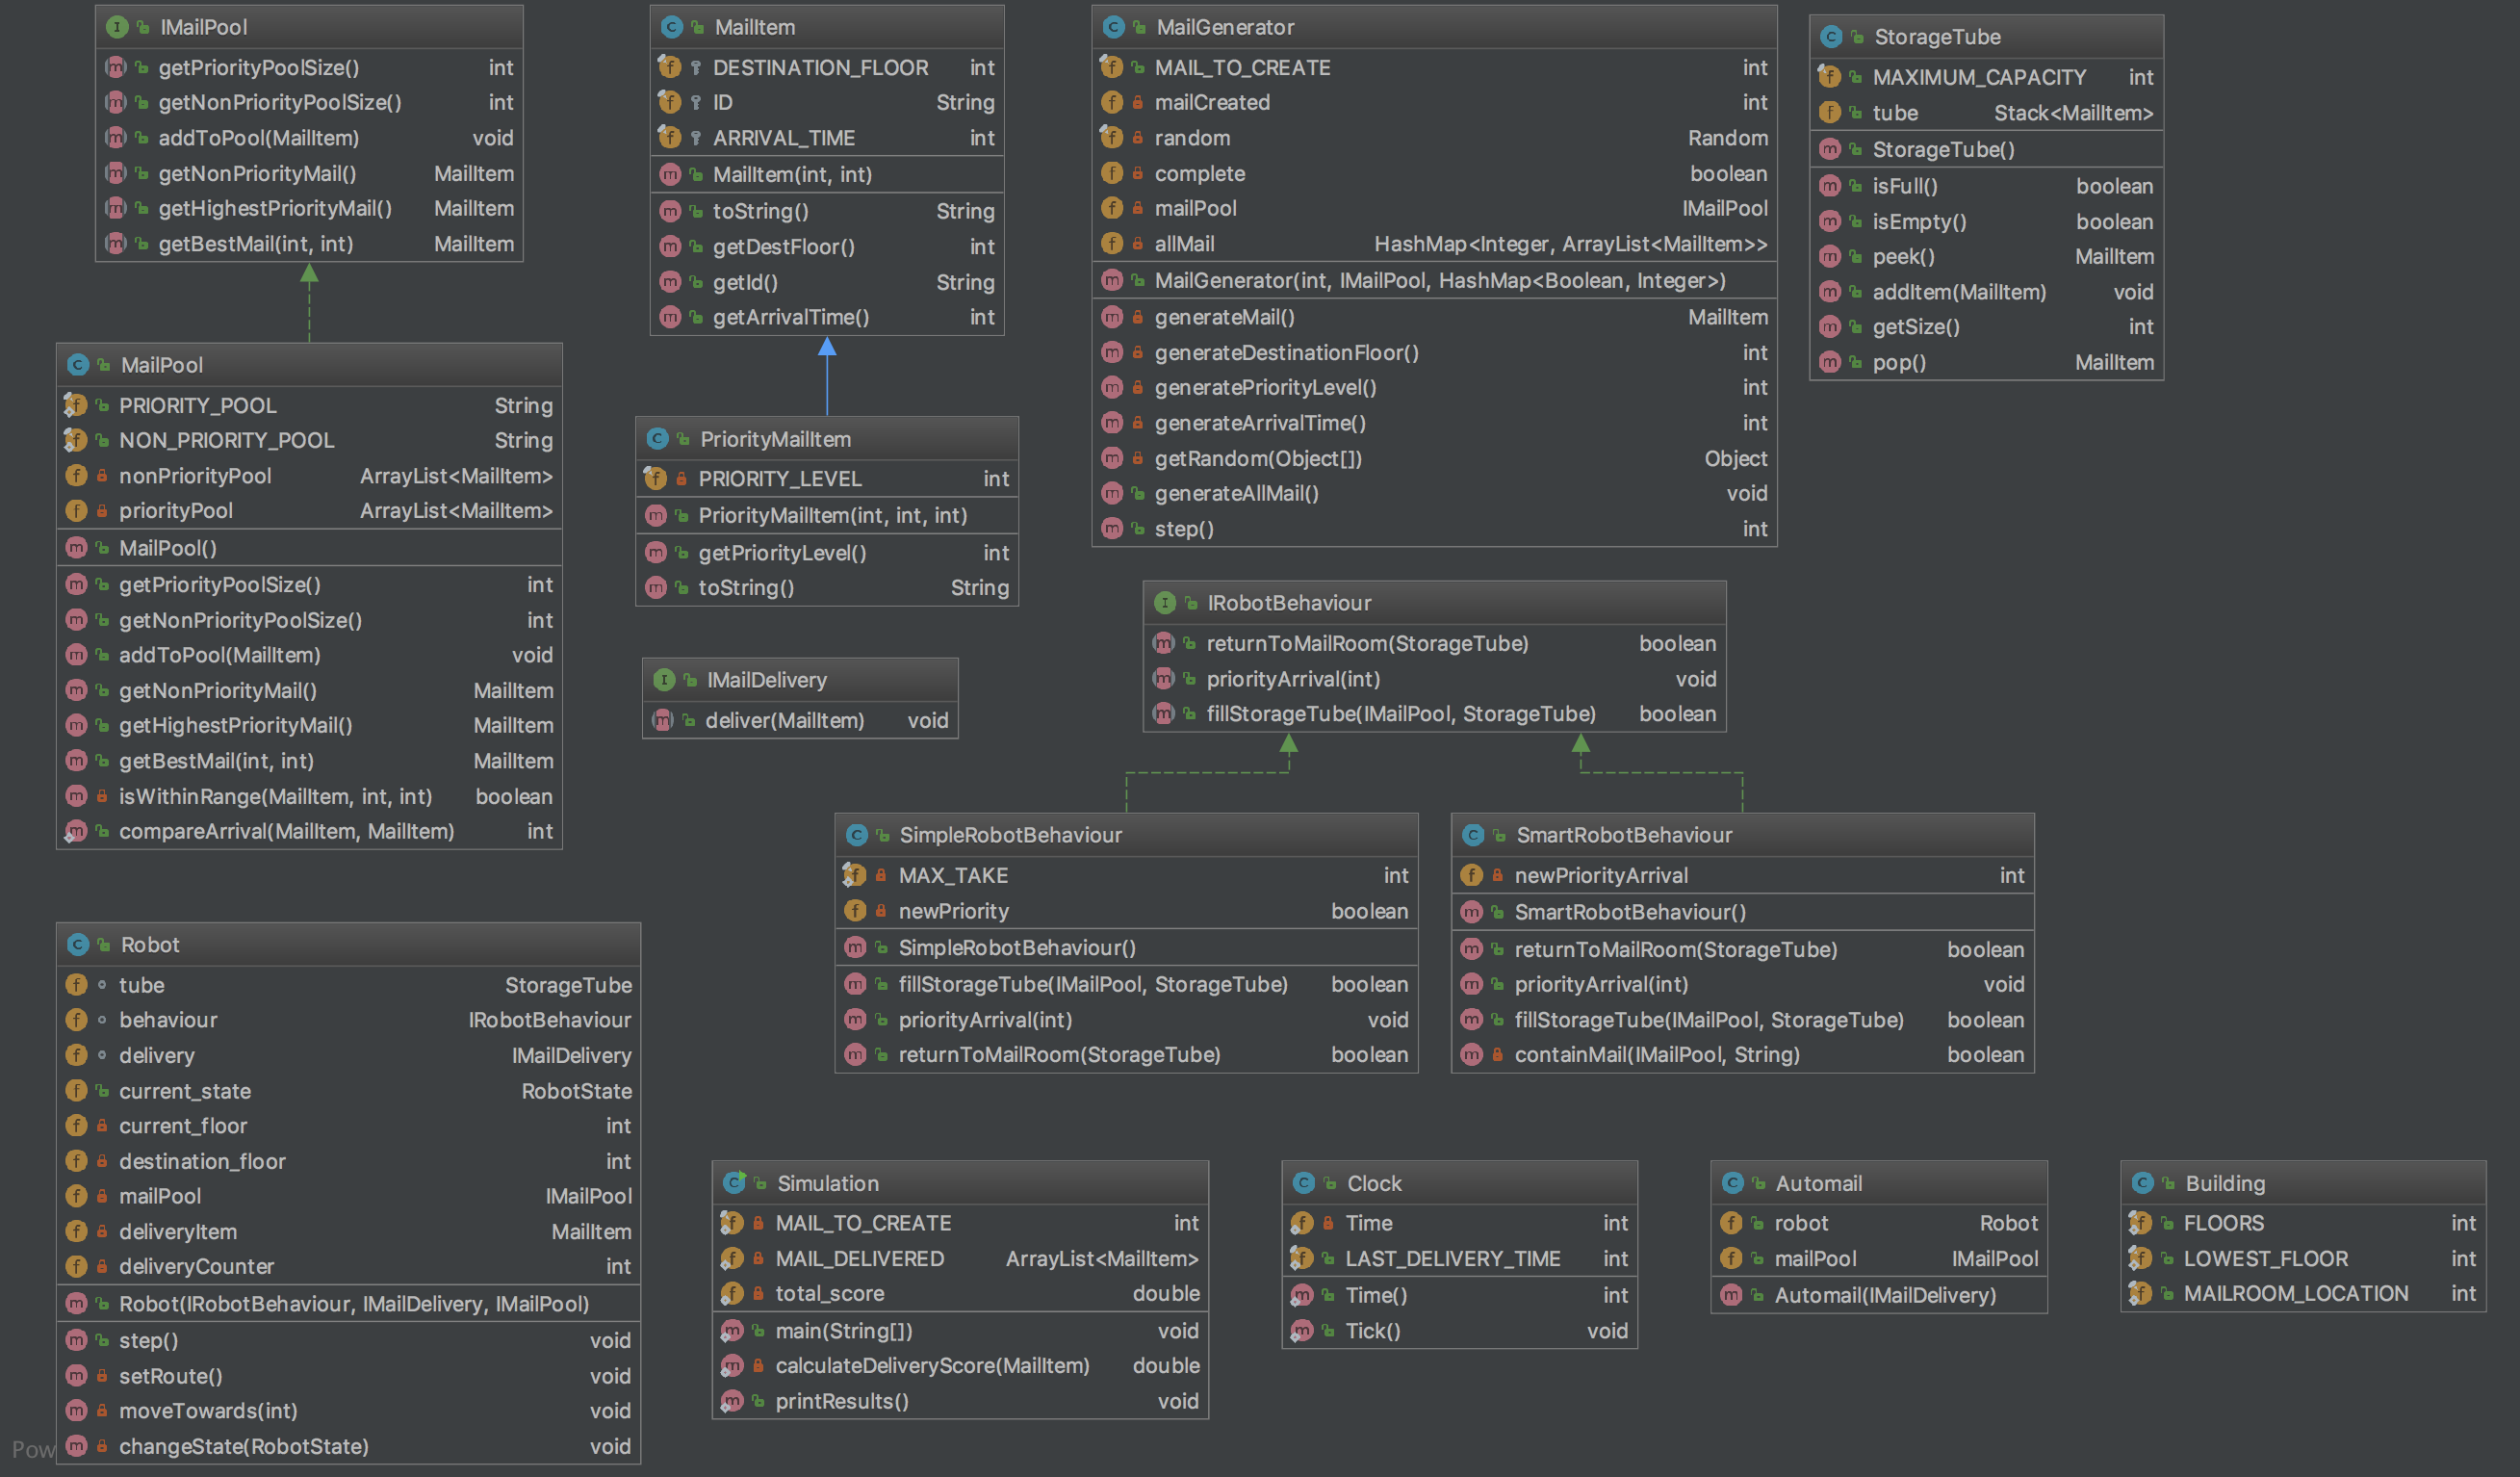 IMailPool
getPriorityPoolSize() int
getNonPriorityPoolSize() int
addToPool(MailItem) void
getNonPriorityMail() MailItem
getHighestPriorityMail() MailItem
getBestMail(int, int) MailItem
MailItem
DESTINATION_FLOOR int
ID String
ARRIVAL_TIME int
MailItem(int, int)
toString() String
getDestFloor() int
getId() String
getArrivalTime() int
MailGenerator
MAIL_TO_CREATE int
mailCreated int
random Random
complete boolean
mailPool IMailPool
allMail HashMap<Integer, ArrayList<MailItem>>
MailGenerator(int, IMailPool, HashMap<Boolean, Integer>)
generateMail() MailItem
generateDestinationFloor() int
generatePriorityLevel() int
generateArrivalTime() int
getRandom(Object[]) Object
generateAllMail() void
step() int
StorageTube
MAXIMUM_CAPACITY int
tube Stack<MailItem>
StorageTube()
isFull() boolean
isEmpty() boolean
peek() MailItem
addItem(MailItem) void
getSize() int
pop() MailItem
MailPool
PRIORITY_POOL String
NON_PRIORITY_POOL String
nonPriorityPool ArrayList<MailItem>
priorityPool ArrayList<MailItem>
MailPool()
getPriorityPoolSize() int
getNonPriorityPoolSize() int
addToPool(MailItem) void
getNonPriorityMail() MailItem
getHighestPriorityMail() MailItem
getBestMail(int, int) MailItem
isWithinRange(MailItem, int, int) boolean
compareArrival(MailItem, MailItem) int
PriorityMailItem
PRIORITY_LEVEL int
PriorityMailItem(int, int, int)
getPriorityLevel() int
toString() String
IMailDelivery
deliver(MailItem) void
IRobotBehaviour
returnToMailRoom(StorageTube) boolean
priorityArrival(int) void
fillStorageTube(IMailPool, StorageTube) boolean
SimpleRobotBehaviour
MAX_TAKE int
newPriority boolean
SimpleRobotBehaviour()
fillStorageTube(IMailPool, StorageTube) boolean
priorityArrival(int) void
returnToMailRoom(StorageTube) boolean
SmartRobotBehaviour
newPriorityArrival int
SmartRobotBehaviour()
returnToMailRoom(StorageTube) boolean
priorityArrival(int) void
fillStorageTube(IMailPool, StorageTube) boolean
containMail(IMailPool, String) boolean
Robot
tube StorageTube
behaviour IRobotBehaviour
delivery IMailDelivery
current_state RobotState
current_floor int
destination_floor int
mailPool IMailPool
deliveryItem MailItem
deliveryCounter int
Robot(IRobotBehaviour, IMailDelivery, IMailPool)
step() void
setRoute() void
moveTowards(int) void
changeState(RobotState) void
Simulation
MAIL_TO_CREATE int
MAIL_DELIVERED ArrayList<MailItem>
total_score double
main(String[]) void
calculateDeliveryScore(MailItem) double
printResults() void
Clock
Time int
LAST_DELIVERY_TIME int
Time() int
Tick() void
Automail
robot Robot
mailPool IMailPool
Automail(IMailDelivery)
Building
FLOORS int
LOWEST_FLOOR int
MAILROOM_LOCATION int